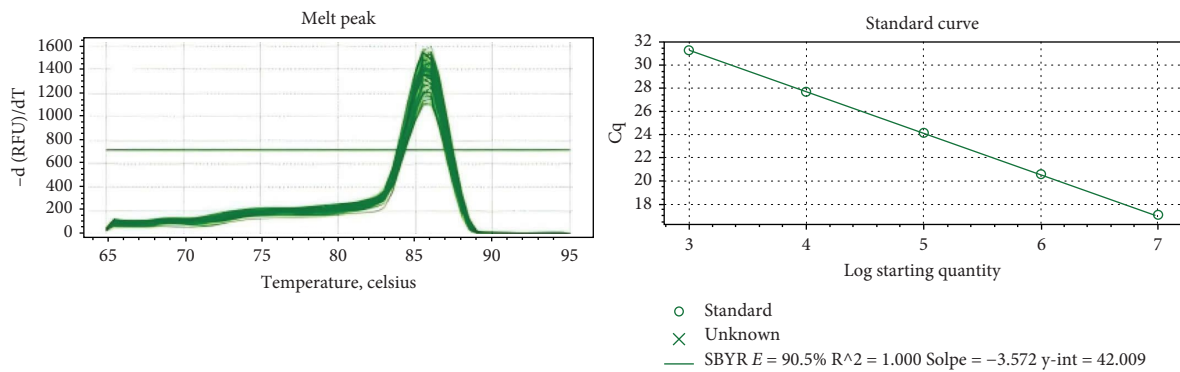 Melt peak
1600
1400
1200
1000
800
600
400
200
0
65 70 75 80 85 90 95
Temperature, celsius
–d (RFU)/dT
Standard curve
32
30
28
26
24
22
20
18
3 4 5 6 7
Log starting quantity
Cq
Standard
Unknown
SBYR E = 90.5% R^2 = 1.000 Solpe = −3.572 y-int = 42.009